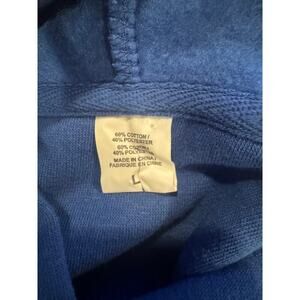 60% COTTON /
40% POLYESTER
60% COTON /
40% POLYESTER
MADE IN CHINA /
FABRIQUE EN CHINE
L